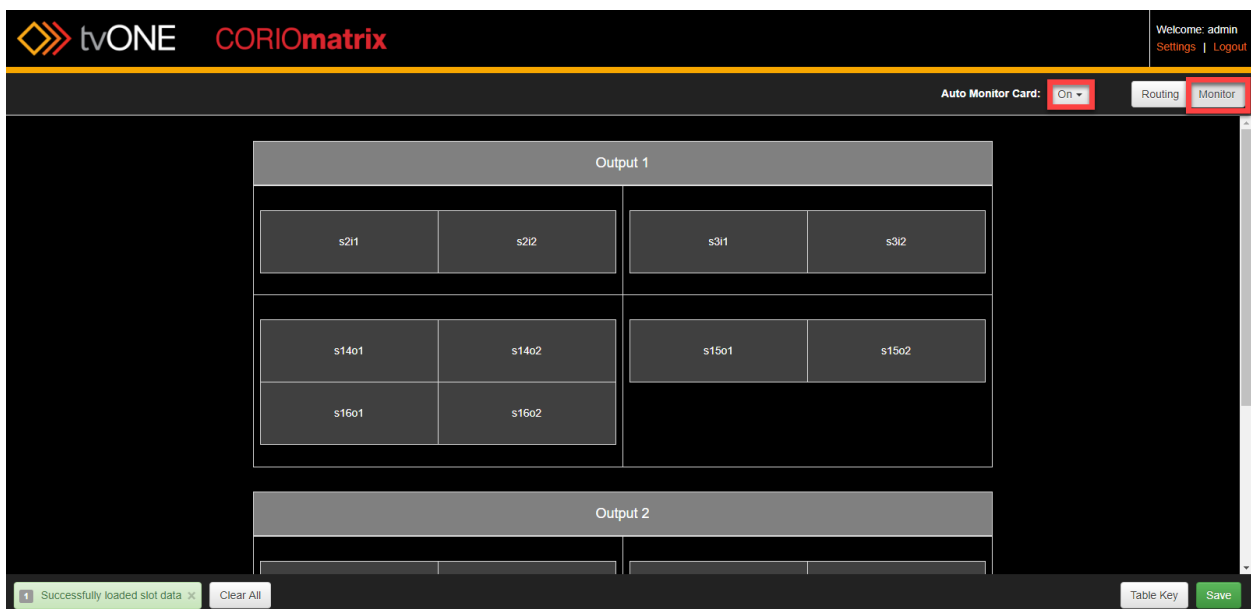 tvONE CORIOmatrix
Welcome: admin
Settings | Logout
Auto Monitor Card: On Routing Monitor
Output 1
s2i1 s2i2 s3i1 s3i2
s14o1 s14o2 s15o1 s15o2
s16o1 s16o2
Output 2
1 Successfully loaded slot data × Clear All Table Key Save